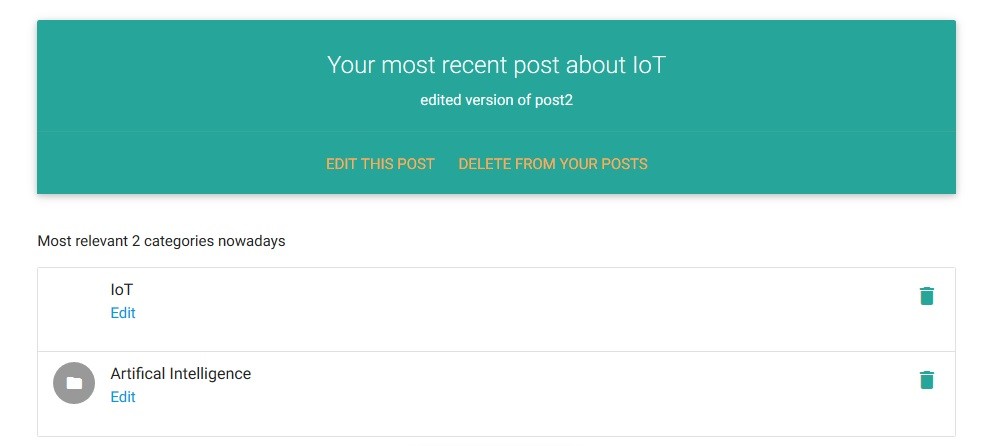 Your most recent post about IoT
edited version of post2
EDIT THIS POST DELETE FROM YOUR POSTS
Most relevant 2 categories nowadays
IoT
Edit
Artifical Intelligence
Edit